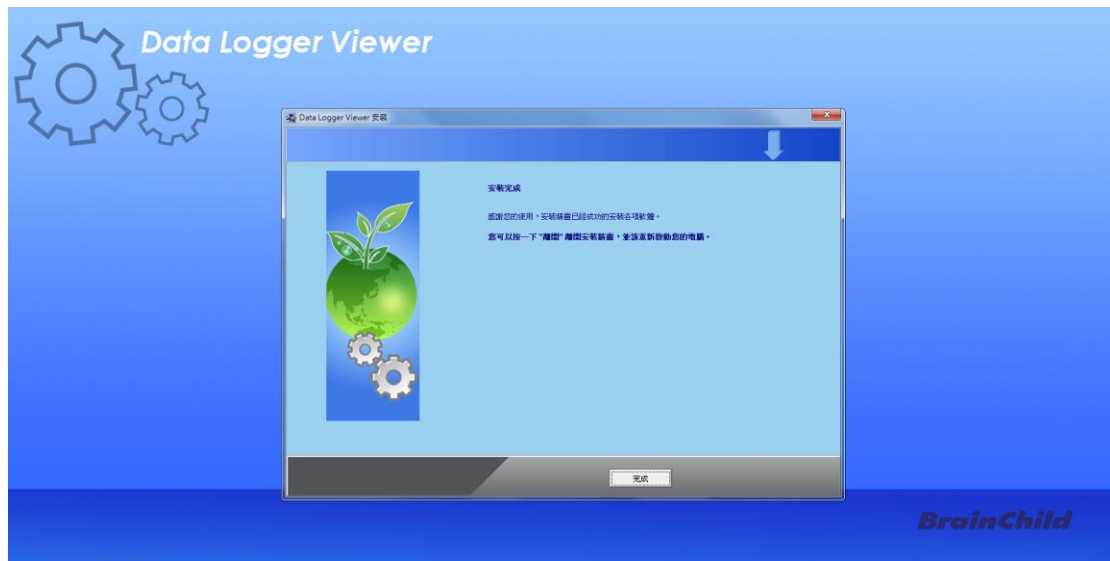 Data Logger Viewer
Data Logger Viewer 安裝
安裝完成
感謝您的使用，安裝精靈已經成功的安裝各項軟體。
您可以按一下 "離開" 離開安裝精靈，並請重新啟動您的電腦。
完成
BrainChild